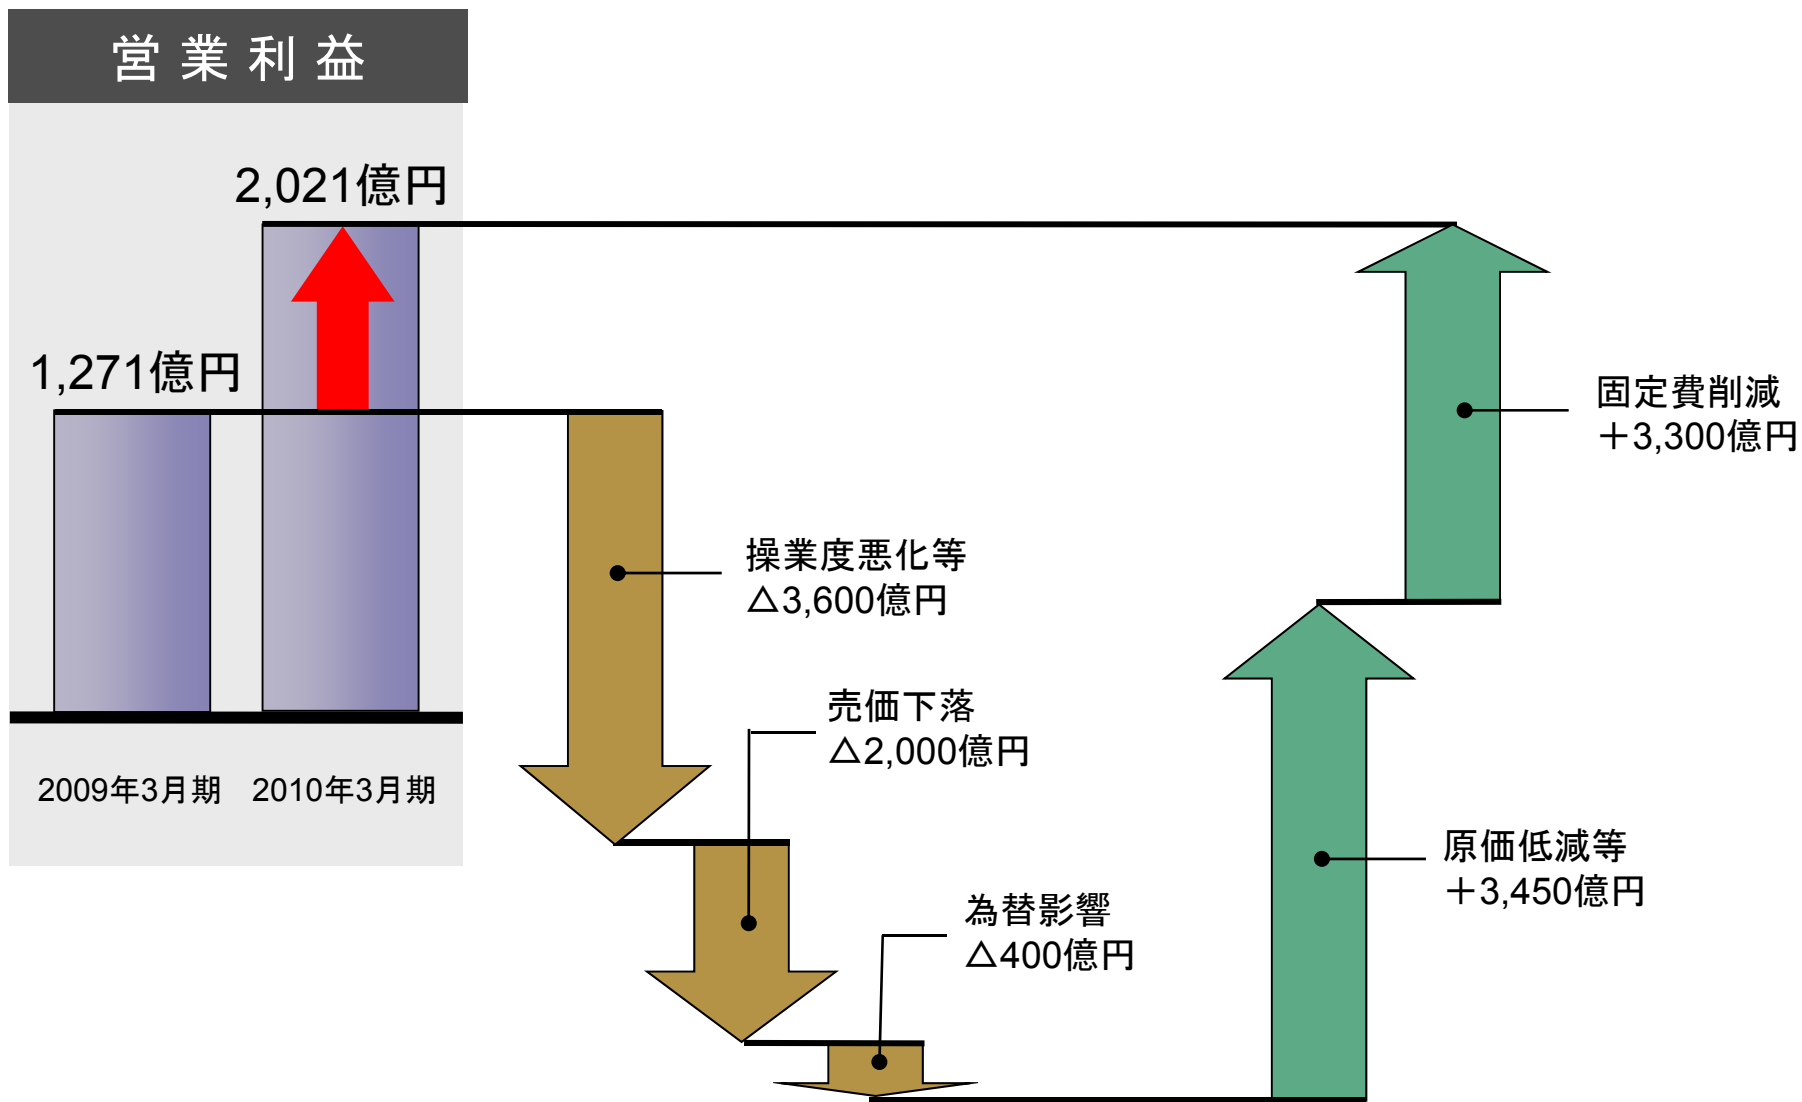 営業利益
2,021億円
1,271億円
2009年3月期
2010年3月期
操業度悪化等
△3,600億円
売価下落
△2,000億円
為替影響
△400億円
原価低減等
＋3,450億円
固定費削減
＋3,300億円